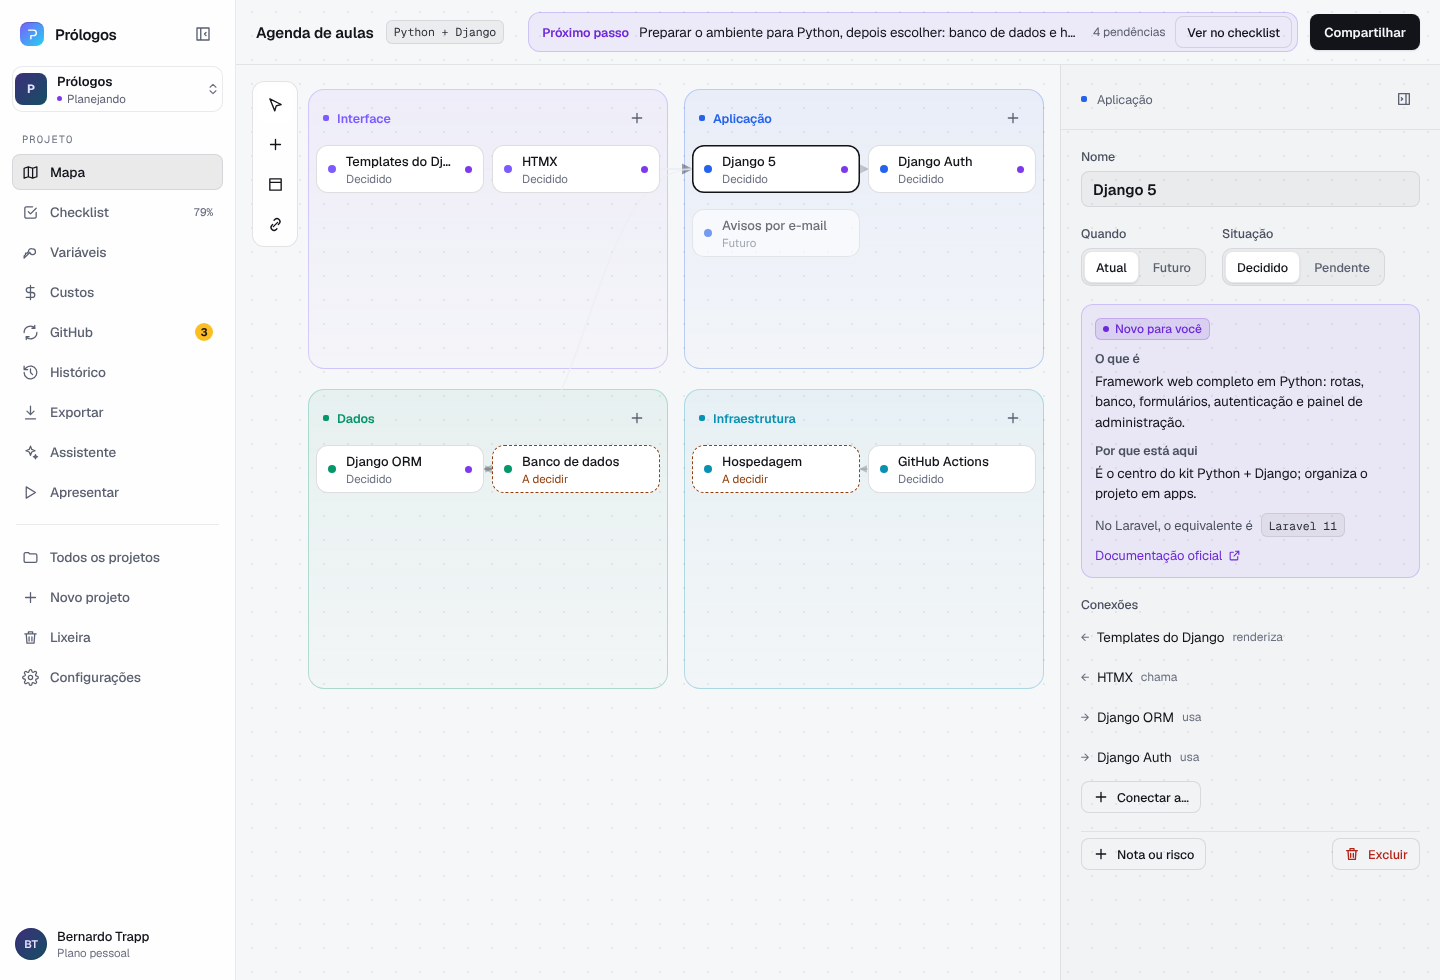 Prólogos
P
Prólogos
Planejando
PROJETO
Mapa
Checklist
79%
Variáveis
Custos
GitHub
3
Histórico
Exportar
Assistente
Apresentar
Todos os projetos
Novo projeto
Lixeira
Configurações
BT
Bernardo Trapp
Plano pessoal
Agenda de aulas
Python + Django
Próximo passo
Preparar o ambiente para Python, depois escolher: banco de dados e h...
4 pendências
Ver no checklist
Compartilhar
Interface
Templates do Dj...
Decidido
HTMX
Decidido
Aplicação
Django 5
Decidido
Django Auth
Decidido
Avisos por e-mail
Futuro
Dados
Django ORM
Decidido
Banco de dados
A decidir
Infraestrutura
Hospedagem
A decidir
GitHub Actions
Decidido
Aplicação
Nome
Django 5
Quando
Situação
Atual
Futuro
Decidido
Pendente
Novo para você
O que é
Framework web completo em Python: rotas,
banco, formulários, autenticação e painel de
administração.
Por que está aqui
É o centro do kit Python + Django; organiza o
projeto em apps.
No Laravel, o equivalente é Laravel 11
Documentação oficial
Conexões
← Templates do Django renderiza
← HTMX chama
→ Django ORM usa
→ Django Auth usa
Conectar a...
Nota ou risco
Excluir